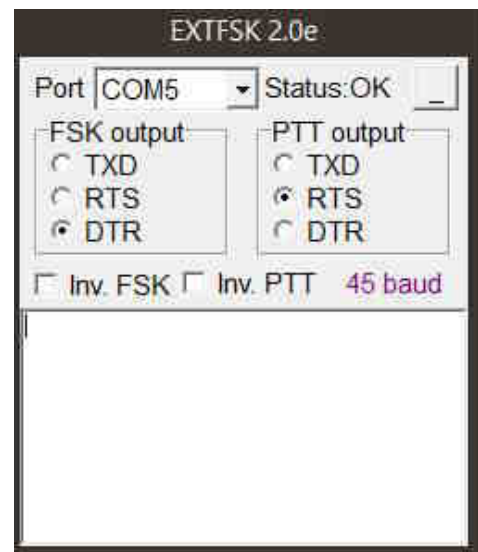 EXTFSK 2.0e
Port COM5 Status:OK _
FSK output PTT output
TXD TXD
RTS RTS
DTR DTR
Inv. FSK Inv. PTT 45 baud